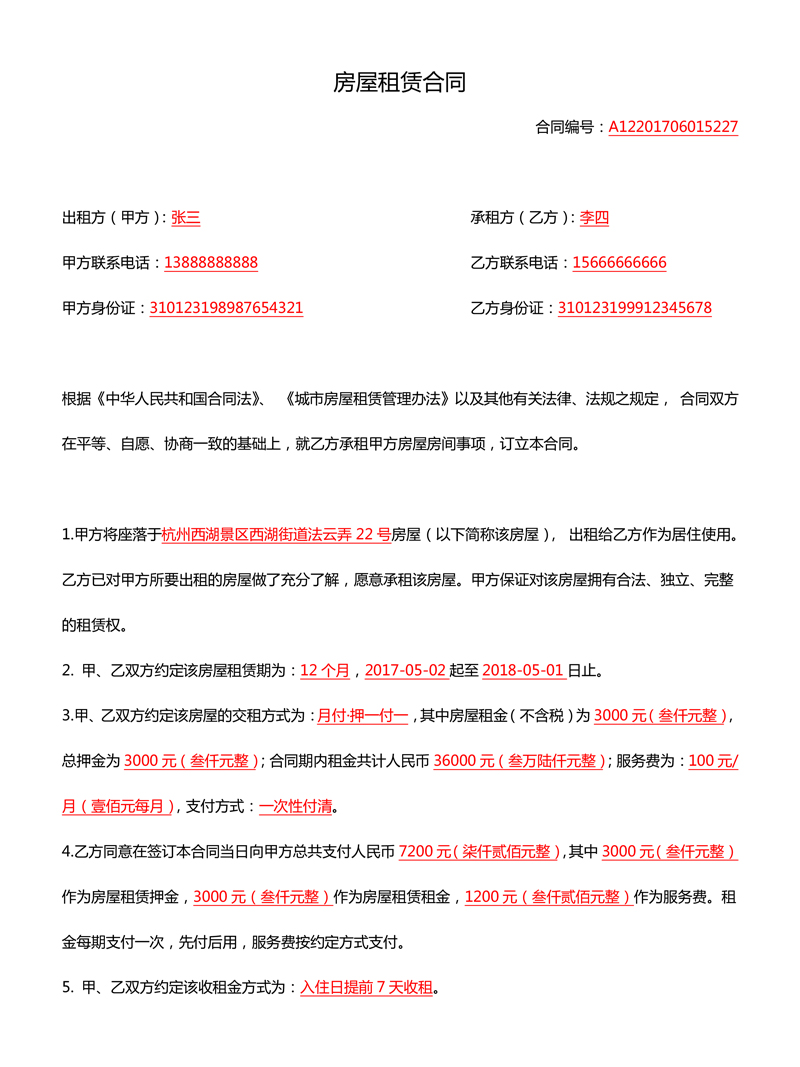 房屋租赁合同
合同编号：A12201706015227
出租方（甲方）：张三 承租方（乙方）：李四
甲方联系电话：13888888888 乙方联系电话：15666666666
甲方身份证：310123198987654321 乙方身份证：310123199912345678
根据《中华人民共和国合同法》、 《城市房屋租赁管理办法》以及其他有关法律、法规之规定， 合同双方
在平等、自愿、协商一致的基础上，就乙方承租甲方房屋房间事项，订立本合同。
1.甲方将座落于杭州西湖景区西湖街道法云弄 22 号房屋（以下简称该房屋）， 出租给乙方作为居住使用。
乙方已对甲方所要出租的房屋做了充分了解，愿意承租该房屋。甲方保证对该房屋拥有合法、独立、完整
的租赁权。
2. 甲、乙双方约定该房屋租赁期为：12 个月，2017-05-02 起至 2018-05-01 日止。
3.甲、乙双方约定该房屋的交租方式为：月付·押一付一 ，其中房屋租金（不含税）为 3000 元（叁仟元整），
总押金为 3000 元（叁仟元整）；合同期内租金共计人民币 36000 元（叁万陆仟元整）；服务费为：100 元/
月（壹佰元每月），支付方式：一次性付清。
4.乙方同意在签订本合同当日向甲方总共支付人民币 7200 元（柒仟贰佰元整），其中 3000 元（叁仟元整）
作为房屋租赁押金，3000 元（叁仟元整）作为房屋租赁租金，1200 元（叁仟贰佰元整）作为服务费。租
金每期支付一次，先付后用，服务费按约定方式支付。
5. 甲、乙双方约定该收租金方式为：入住日提前 7 天收租。